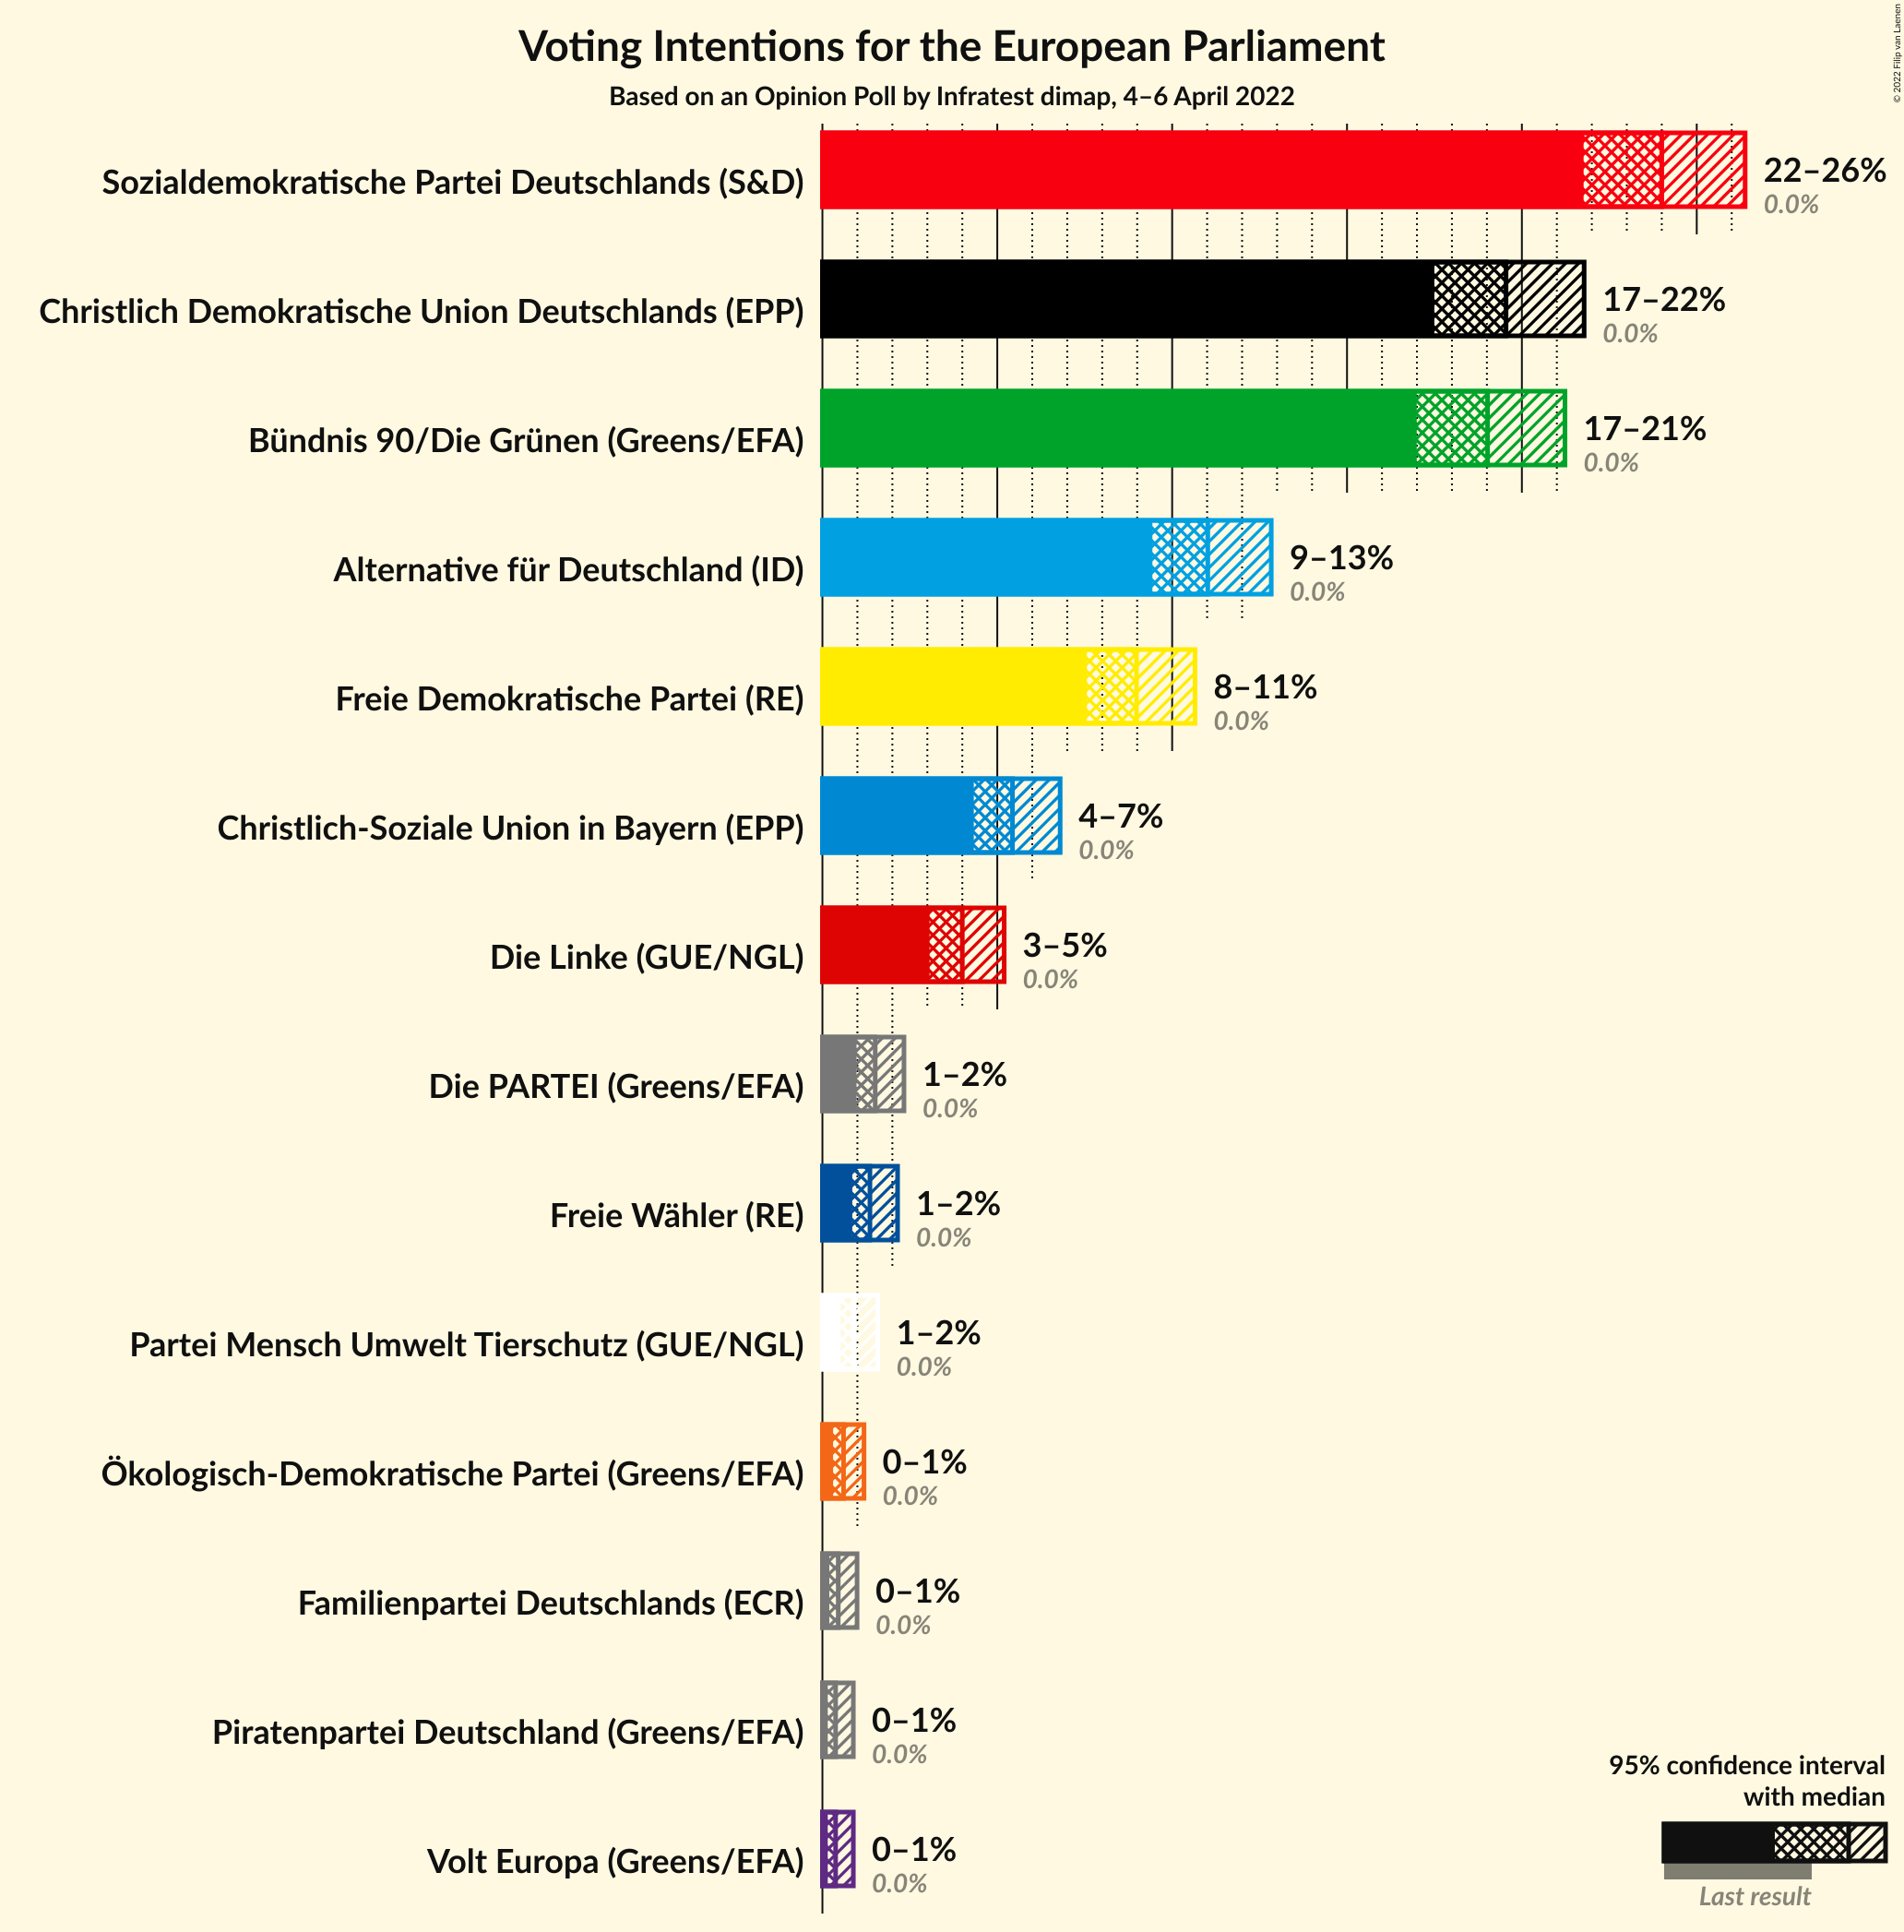 Voting Intentions for the European Parliament
Based on an Opinion Poll by Infratest dimap, 4–6 April 2022
© 2022 Filip van Laenen
Sozialdemokratische Partei Deutschlands (S&D)
22–26%
0.0%
Christlich Demokratische Union Deutschlands (EPP)
17–22%
0.0%
Bündnis 90/Die Grünen (Greens/EFA)
17–21%
0.0%
Alternative für Deutschland (ID)
9–13%
0.0%
Freie Demokratische Partei (RE)
8–11%
0.0%
Christlich-Soziale Union in Bayern (EPP)
4–7%
0.0%
Die Linke (GUE/NGL)
3–5%
0.0%
Die PARTEI (Greens/EFA)
1–2%
0.0%
Freie Wähler (RE)
1–2%
0.0%
Partei Mensch Umwelt Tierschutz (GUE/NGL)
1–2%
0.0%
Ökologisch-Demokratische Partei (Greens/EFA)
0–1%
0.0%
Familienpartei Deutschlands (ECR)
0–1%
0.0%
Piratenpartei Deutschland (Greens/EFA)
0–1%
0.0%
Volt Europa (Greens/EFA)
0–1%
0.0%
95% confidence interval
with median
Last result